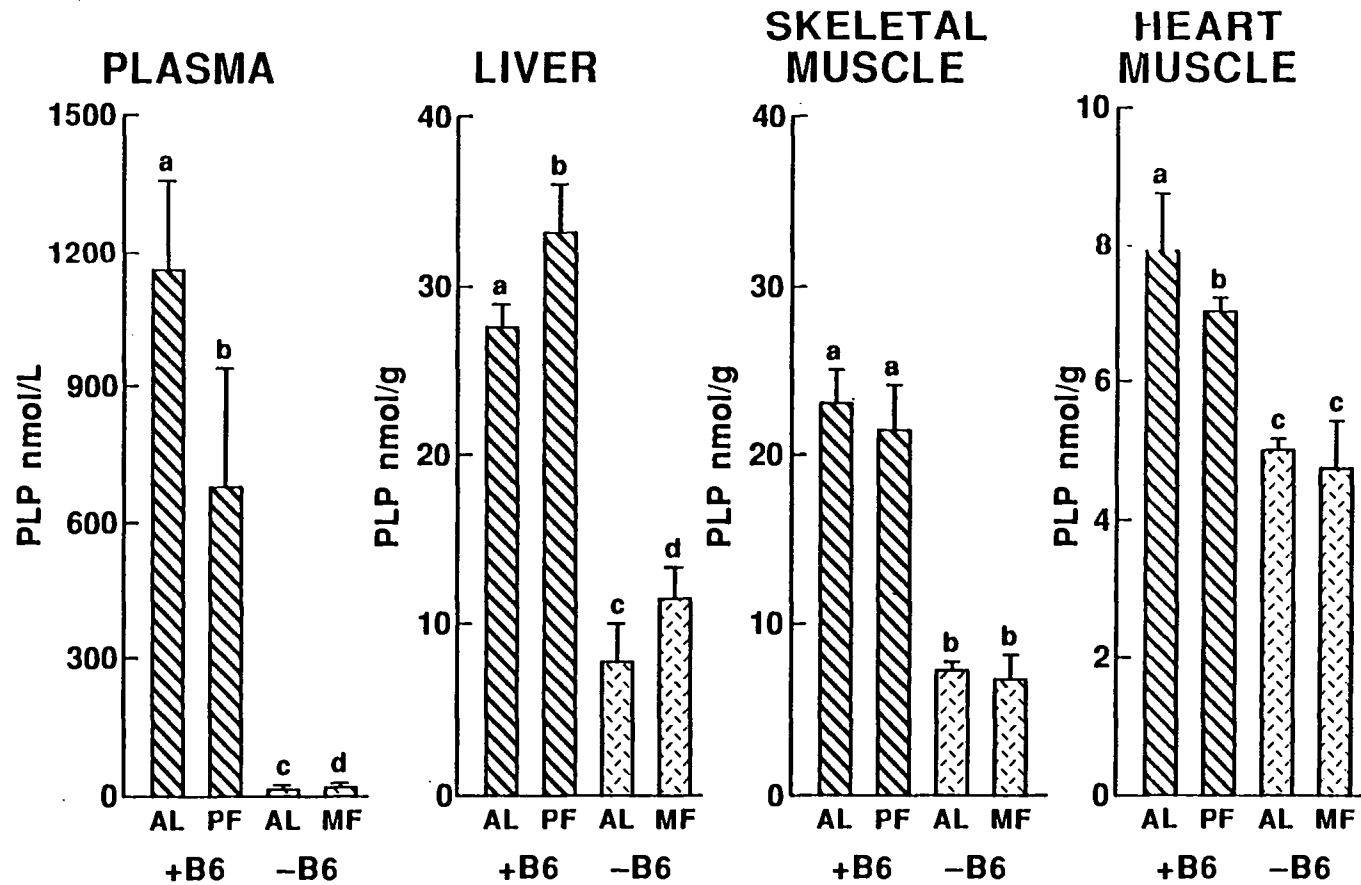 PLASMA
PLP nmol/L
1500
1200
900
600
300
0
a
b
c
d
AL PF AL MF
+B6 −B6
LIVER
PLP nmol/g
40
30
20
10
0
a
b
c
d
AL PF AL MF
+B6 −B6
SKELETAL
MUSCLE
PLP nmol/g
40
30
20
10
0
a
a
b
b
AL PF AL MF
+B6 −B6
HEART
MUSCLE
PLP nmol/g
10
8
6
4
2
0
a
b
c
c
AL PF AL MF
+B6 −B6